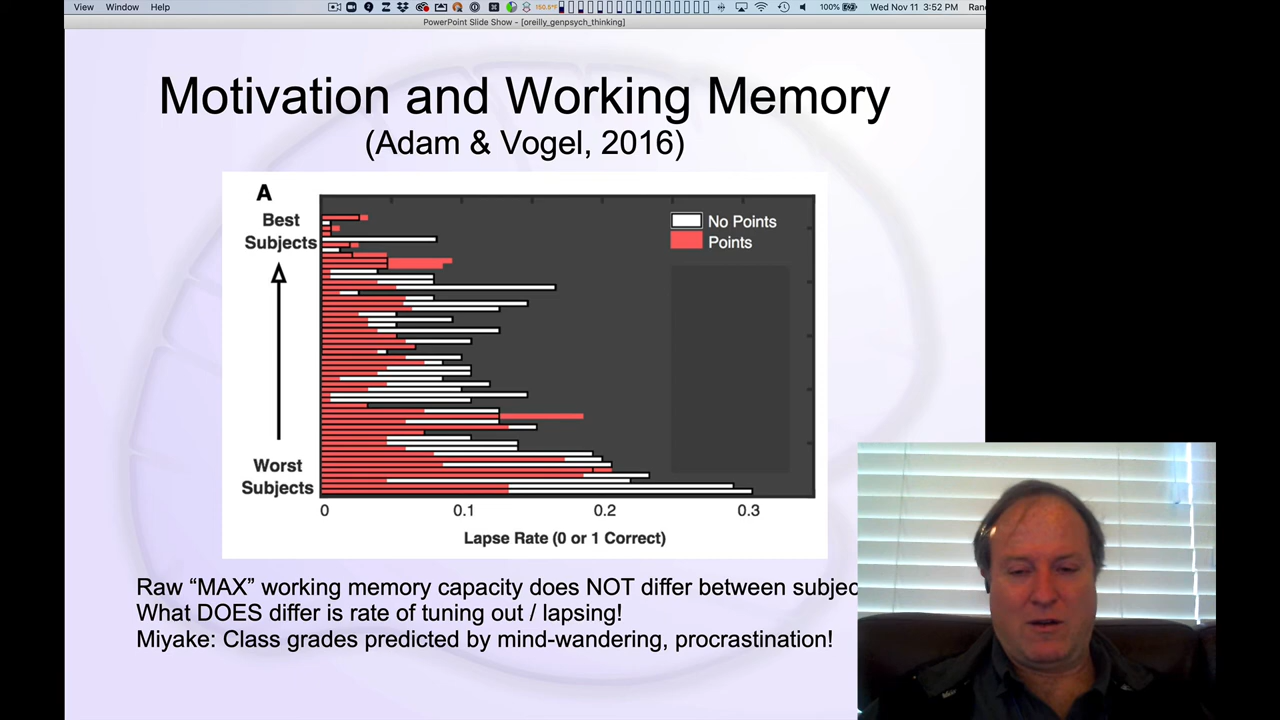 View Window Help 150.5°F 100% Wed Nov 11 3:52 PM Rand
PowerPoint Slide Show - [oreilly_genpsych_thinking]
Motivation and Working Memory
(Adam & Vogel, 2016)
A
Best
Subjects
No Points
Points
Worst
Subjects
0 0.1 0.2 0.3
Lapse Rate (0 or 1 Correct)
Raw “MAX” working memory capacity does NOT differ between subjec
What DOES differ is rate of tuning out / lapsing!
Miyake: Class grades predicted by mind-wandering, procrastination!